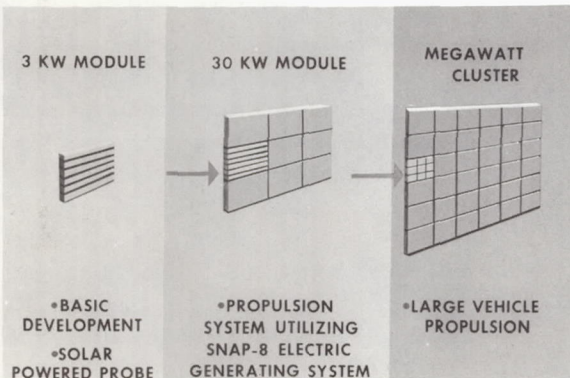 3 KW MODULE
30 KW MODULE
MEGAWATT
CLUSTER
•BASIC
DEVELOPMENT
•SOLAR
POWERED PROBE
•PROPULSION
SYSTEM UTILIZING
SNAP-8 ELECTRIC
GENERATING SYSTEM
•LARGE VEHICLE
PROPULSION